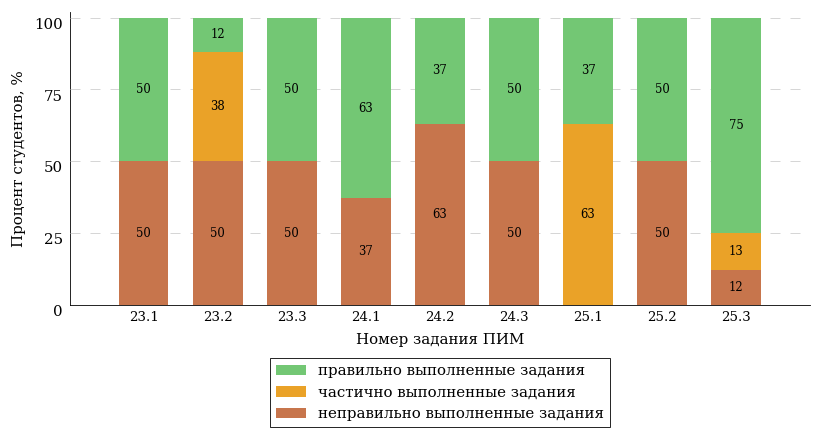 100
75
50
25
0
Процент студентов, %
50 12 50 63 37 50 37 50 75
38 63 13
50 50 50 37 63 50 50 12
23.1 23.2 23.3 24.1 24.2 24.3 25.1 25.2 25.3
Номер задания ПИМ
правильно выполненные задания
частично выполненные задания
неправильно выполненные задания